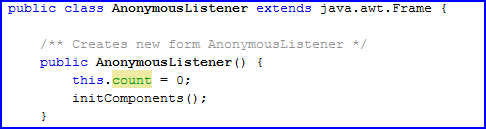 public class AnonymousListener extends java.awt.Frame {
/** Creates new form AnonymousListener */
public AnonymousListener() {
this.count = 0;
initComponents();
}